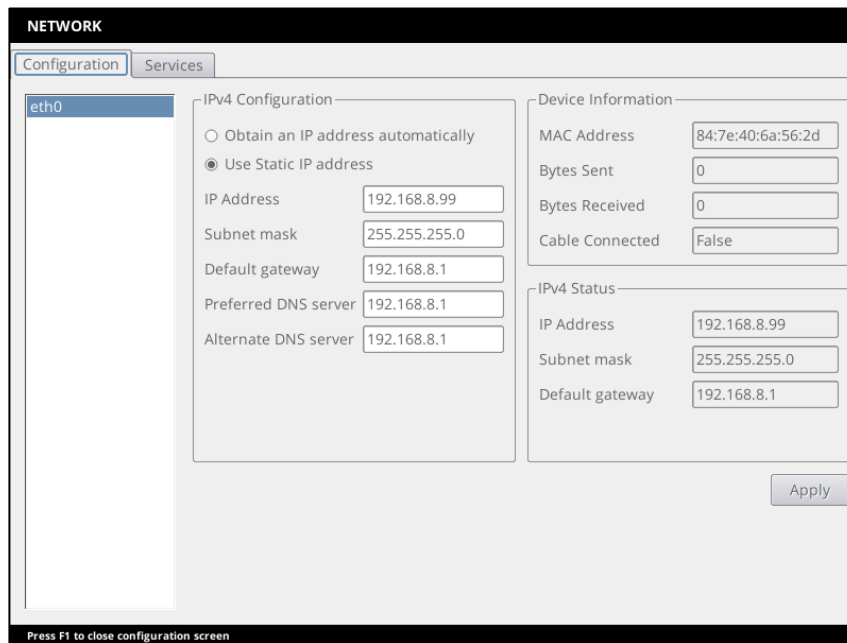 NETWORK
Configuration
Services
eth0
IPv4 Configuration
Obtain an IP address automatically
Use Static IP address
IP Address 192.168.8.99
Subnet mask 255.255.255.0
Default gateway 192.168.8.1
Preferred DNS server 192.168.8.1
Alternate DNS server 192.168.8.1
Device Information
MAC Address 84:7e:40:6a:56:2d
Bytes Sent 0
Bytes Received 0
Cable Connected False
IPv4 Status
IP Address 192.168.8.99
Subnet mask 255.255.255.0
Default gateway 192.168.8.1
Apply
Press F1 to close configuration screen